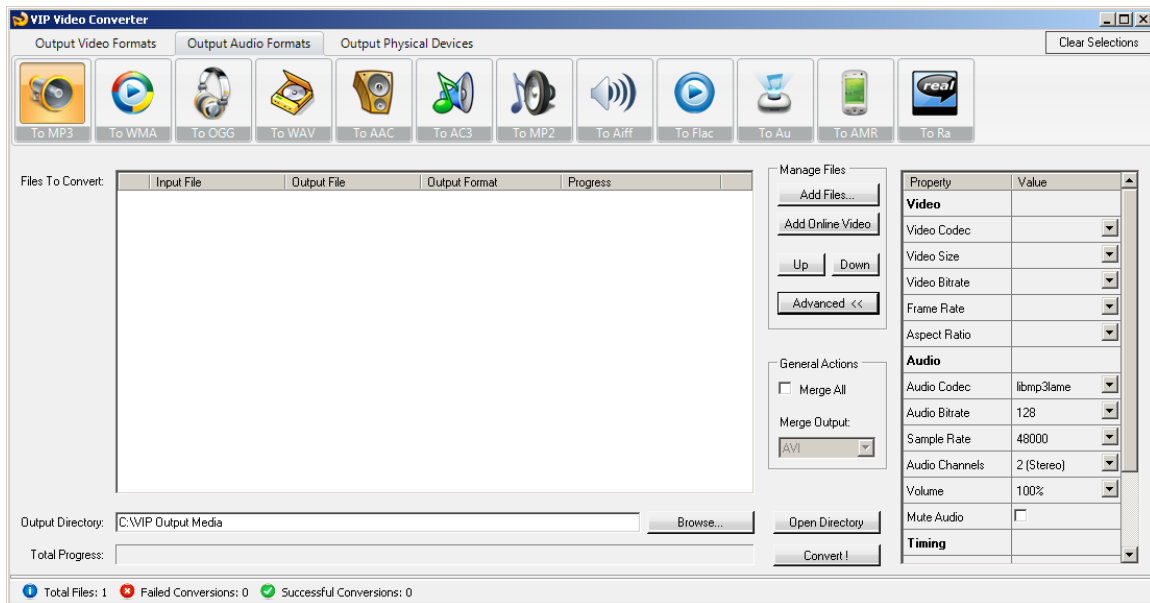 VIP Video Converter
Output Video Formats Output Audio Formats Output Physical Devices Clear Selections
real
To MP3 To WMA To OGG To WAV To AAC To AC3 To MP2 To Aiff To Flac To Au To AMR To Ra
Files To Convert: Input File Output File Output Format Progress
Manage Files
Add Files...
Add Online Video
Up Down
Advanced <<
General Actions
Merge All
Merge Output:
AVI
Property Value
Video
Video Codec
Video Size
Video Bitrate
Frame Rate
Aspect Ratio
Audio
Audio Codec libmp3lame
Audio Bitrate 128
Sample Rate 48000
Audio Channels 2 (Stereo)
Volume 100%
Mute Audio
Timing
Output Directory: C:\VIP Output Media Browse... Open Directory
Total Progress: Convert !
Total Files: 1 Failed Conversions: 0 Successful Conversions: 0